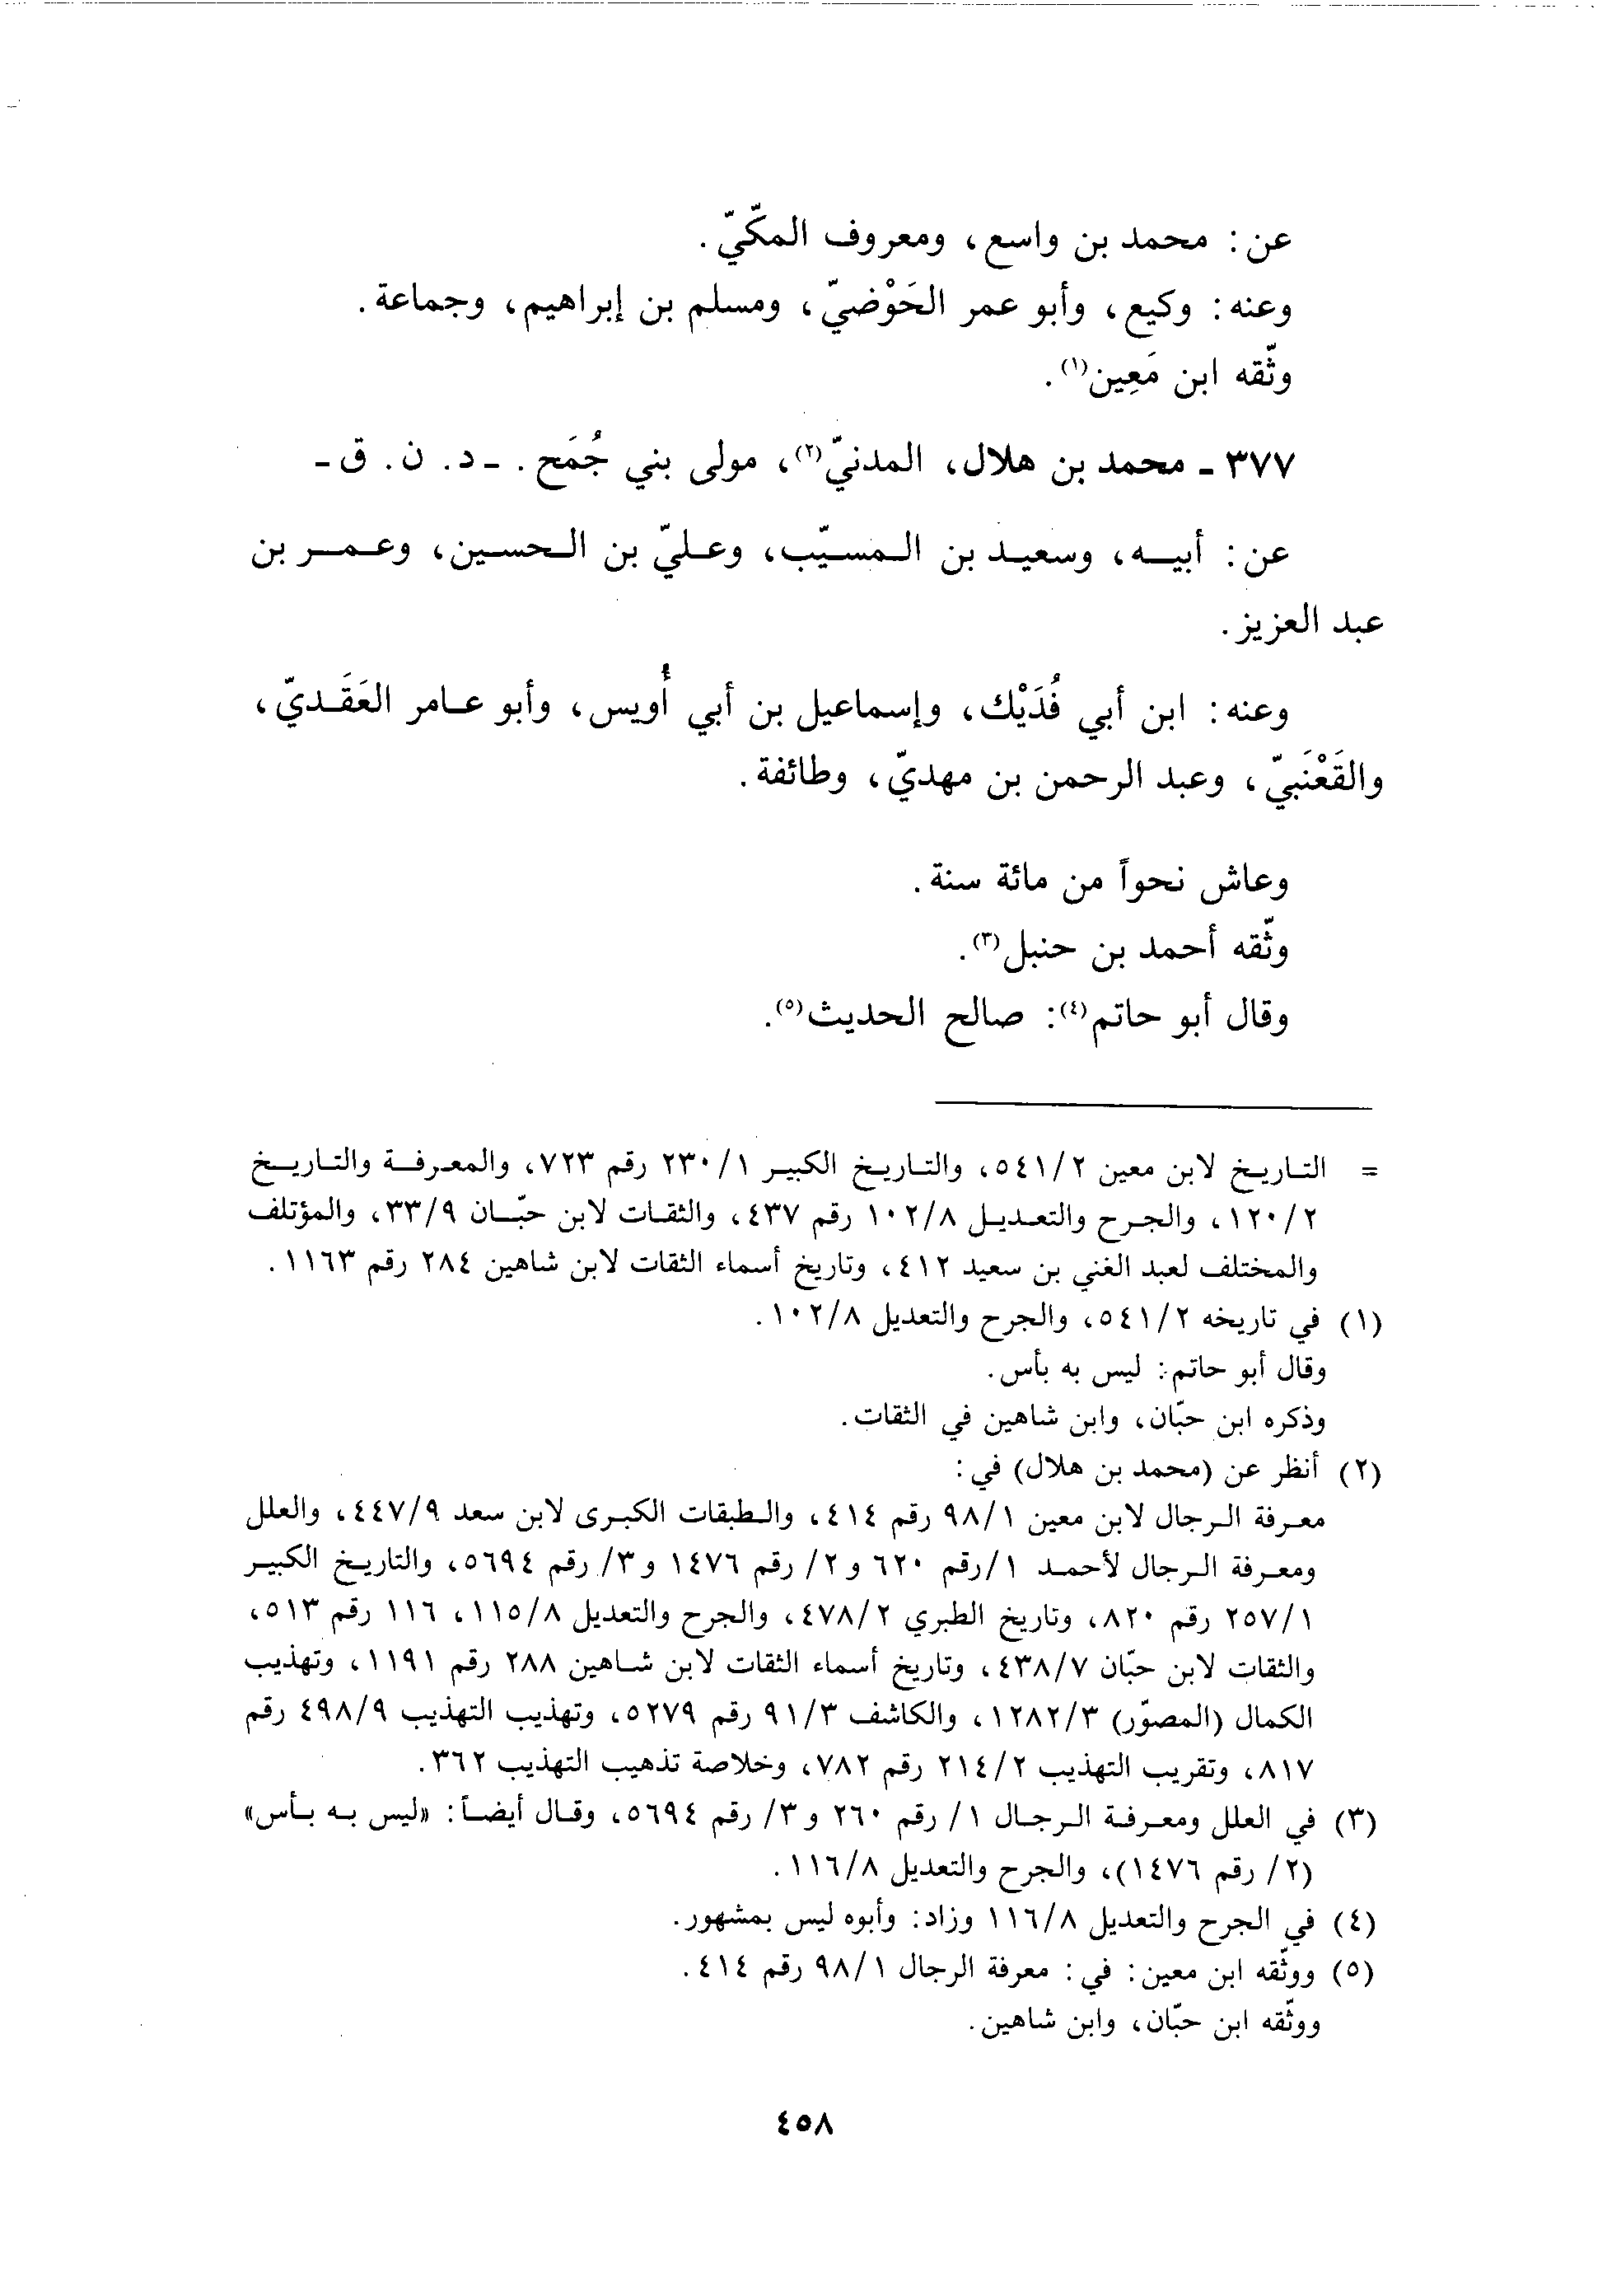 عن: محمد بن واسع، ومعروف المكّيّ.
وعنه: وكيع، وأبو عمر الحَوْضيّ، ومسلم بن إبراهيم، وجماعة.
وثّقه ابن مَعِين(١).
٣٧٧ ـ محمد بن هلال، المدنيّ(٢)، مولى بني جُمَح. ـ د. ن. ق ـ
عن: أبيه، وسعيد بن المسيّب، وعليّ بن الحسين، وعمر بن
عبد العزيز.
وعنه: ابن أبي فُدَيْك، وإسماعيل بن أبي أُويس، وأبو عامر العَقَديّ،
والقَعْنَبيّ، وعبد الرحمن بن مهديّ، وطائفة.
وعاش نحواً من مائة سنة.
وثّقه أحمد بن حنبل(٣).
وقال أبو حاتم(٤): صالح الحديث(٥).
= التاريخ لابن معين ٥٤١/٢، والتاريخ الكبير ٢٣٠/١ رقم ٧٢٣، والمعرفة والتاريخ
١٢٠/٢، والجرح والتعديل ١٠٢/٨ رقم ٤٣٧، والثقات لابن حبّان ٣٣/٩، والمؤتلف
والمختلف لعبد الغني بن سعيد ٤١٢، وتاريخ أسماء الثقات لابن شاهين ٢٨٤ رقم ١١٦٣.
(١) في تاريخه ٥٤١/٢، والجرح والتعديل ١٠٢/٨.
وقال أبو حاتم: ليس به بأس.
وذكره ابن حبّان، وابن شاهين في الثقات.
(٢) أنظر عن (محمد بن هلال) في:
معرفة الرجال لابن معين ٩٨/١ رقم ٤١٤، والطبقات الكبرى لابن سعد ٤٤٧/٩، والعلل
ومعرفة الرجال لأحمد ١/رقم ٦٢٠ و٢/ رقم ١٤٧٦ و٣/ رقم ٥٦٩٤، والتاريخ الكبير
٢٥٧/١ رقم ٨٢٠، وتاريخ الطبري ٤٧٨/٢، والجرح والتعديل ١١٥/٨، ١١٦ رقم ٥١٣،
والثقات لابن حبّان ٤٣٨/٧، وتاريخ أسماء الثقات لابن شاهين ٢٨٨ رقم ١١٩١، وتهذيب
الكمال (المصوّر) ١٢٨٢/٣، والكاشف ٩١/٣ رقم ٥٢٧٩، وتهذيب التهذيب ٤٩٨/٩ رقم
٨١٧، وتقريب التهذيب ٢١٤/٢ رقم ٧٨٢، وخلاصة تذهيب التهذيب ٣٦٢.
(٣) في العلل ومعرفة الرجال ١/ رقم ٢٦٠ و٣/ رقم ٥٦٩٤، وقال أيضاً: «ليس به بأس»
(٢/ رقم ١٤٧٦)، والجرح والتعديل ١١٦/٨.
(٤) في الجرح والتعديل ١١٦/٨ وزاد: وأبوه ليس بمشهور.
(٥) ووثّقه ابن معين: في: معرفة الرجال ٩٨/١ رقم ٤١٤.
ووثّقه ابن حبّان، وابن شاهين.
٤٥٨